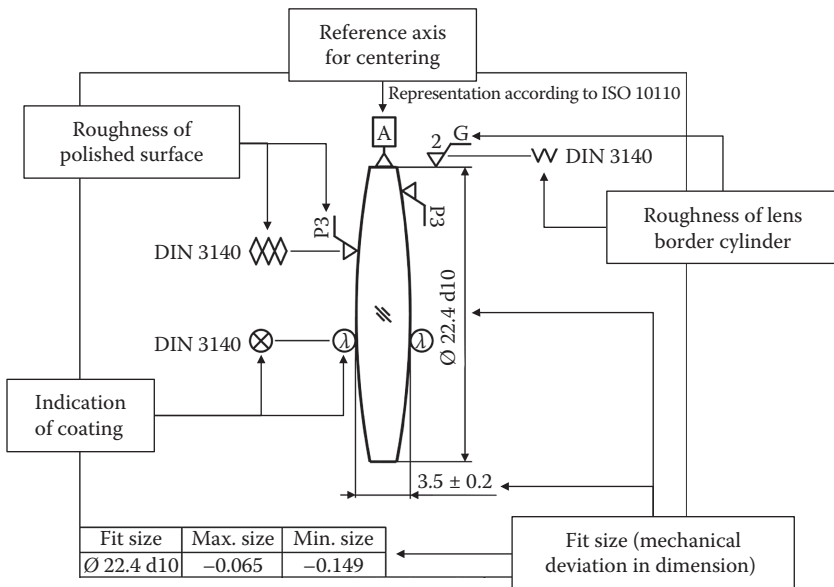 Reference axis
for centering
Representation according to ISO 10110
Roughness of
polished surface
A
2 G
DIN 3140
P3
P3
Roughness of lens
border cylinder
DIN 3140
Ø 22.4 d10
DIN 3140
λ
λ
Indication
of coating
3.5 ± 0.2
Fit size Max. size Min. size
Ø 22.4 d10 −0.065 −0.149
Fit size (mechanical
deviation in dimension)